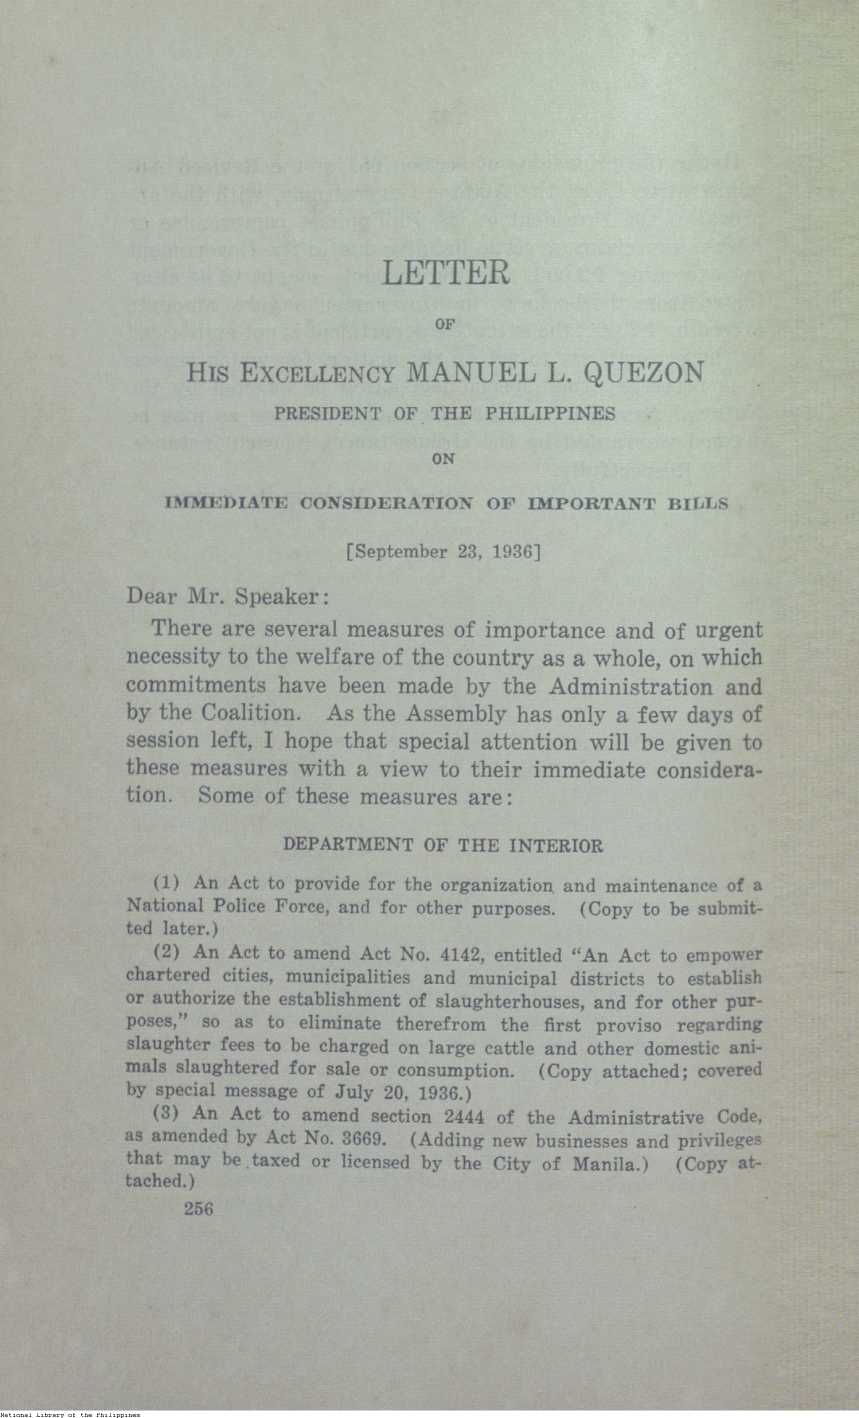 LETTER
OF
HIS EXCELLENCY MANUEL L. QUEZON
PRESIDENT OF THE PHILIPPINES
ON
IMMEDIATE CONSIDERATION OF IMPORTANT BILLS
[September 23, 1936]
Dear Mr. Speaker:
There are several measures of importance and of urgent
necessity to the welfare of the country as a whole, on which
commitments have been made by the Administration and
by the Coalition. As the Assembly has only a few days of
session left, I hope that special attention will be given to
these measures with a view to their immediate considera-
tion. Some of these measures are:
DEPARTMENT OF THE INTERIOR
(1) An Act to provide for the organization and maintenance of a
National Police Force, and for other purposes. (Copy to be submit-
ted later.)
(2) An Act to amend Act No. 4142, entitled "An Act to empower
chartered cities, municipalities and municipal districts to establish
or authorize the establishment of slaughterhouses, and for other pur-
poses," so as to eliminate therefrom the first proviso regarding
slaughter fees to be charged on large cattle and other domestic ani-
mals slaughtered for sale or consumption. (Copy attached; covered
by special message of July 20, 1936.)
(3) An Act to amend section 2444 of the Administrative Code,
as amended by Act No. 3669. (Adding new businesses and privileges
that may be taxed or licensed by the City of Manila.) (Copy at-
tached.)
256
National Library of the Philippines